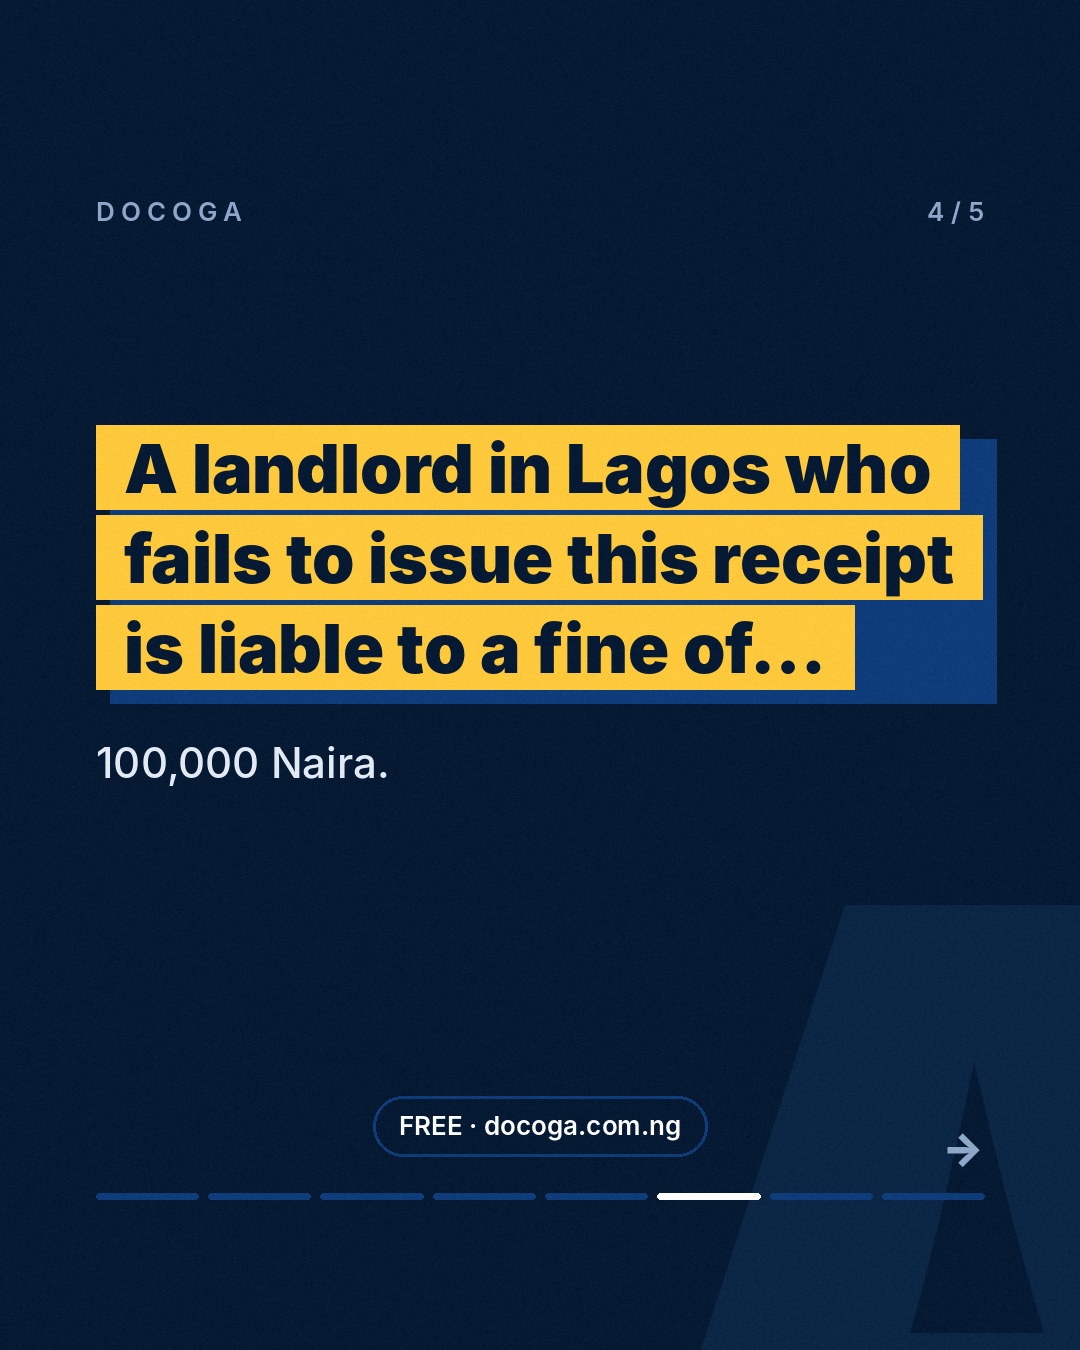 DOCOGA
4 / 5
A landlord in Lagos who
fails to issue this receipt
is liable to a fine of...
100,000 Naira.
FREE · docoga.com.ng
→